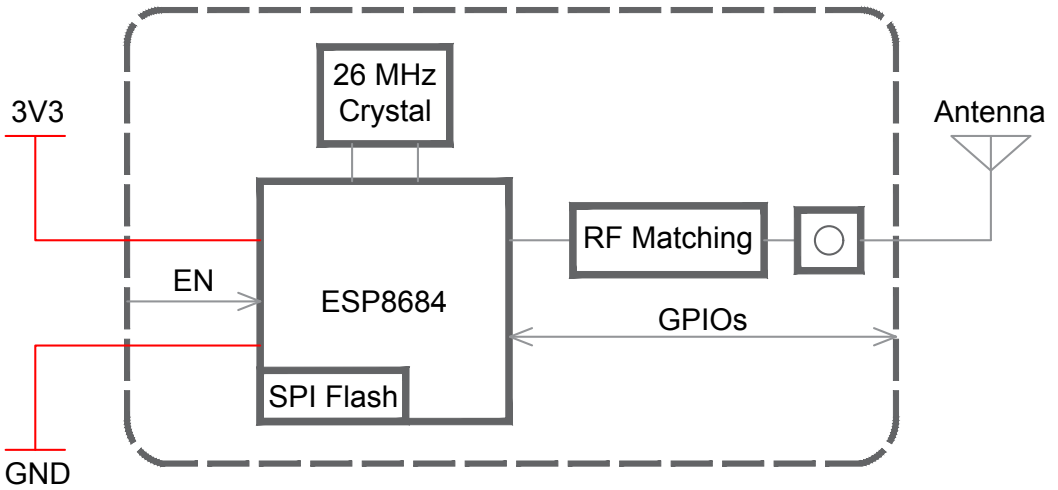 26 MHz
Crystal
3V3
Antenna
RF Matching
EN
ESP8684
GPIOs
SPI Flash
GND